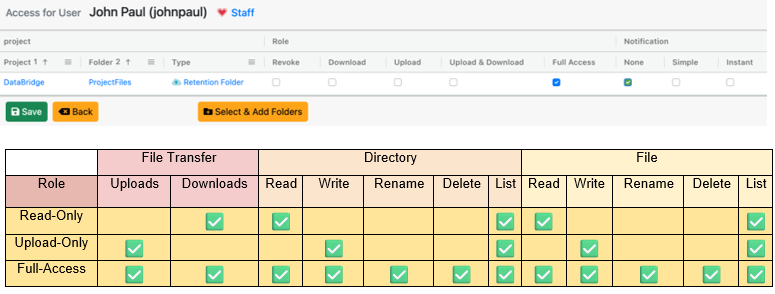 Access for User John Paul (johnpaul) Staff
project Role Notification
Project 1 Folder 2 Type Revoke Download Upload Upload & Download Full Access None Simple Instant
DataBridge ProjectFiles Retention Folder
Save Back Select & Add Folders
File Transfer Directory File
Role Uploads Downloads Read Write Rename Delete List Read Write Rename Delete List
Read-Only
Upload-Only
Full-Access